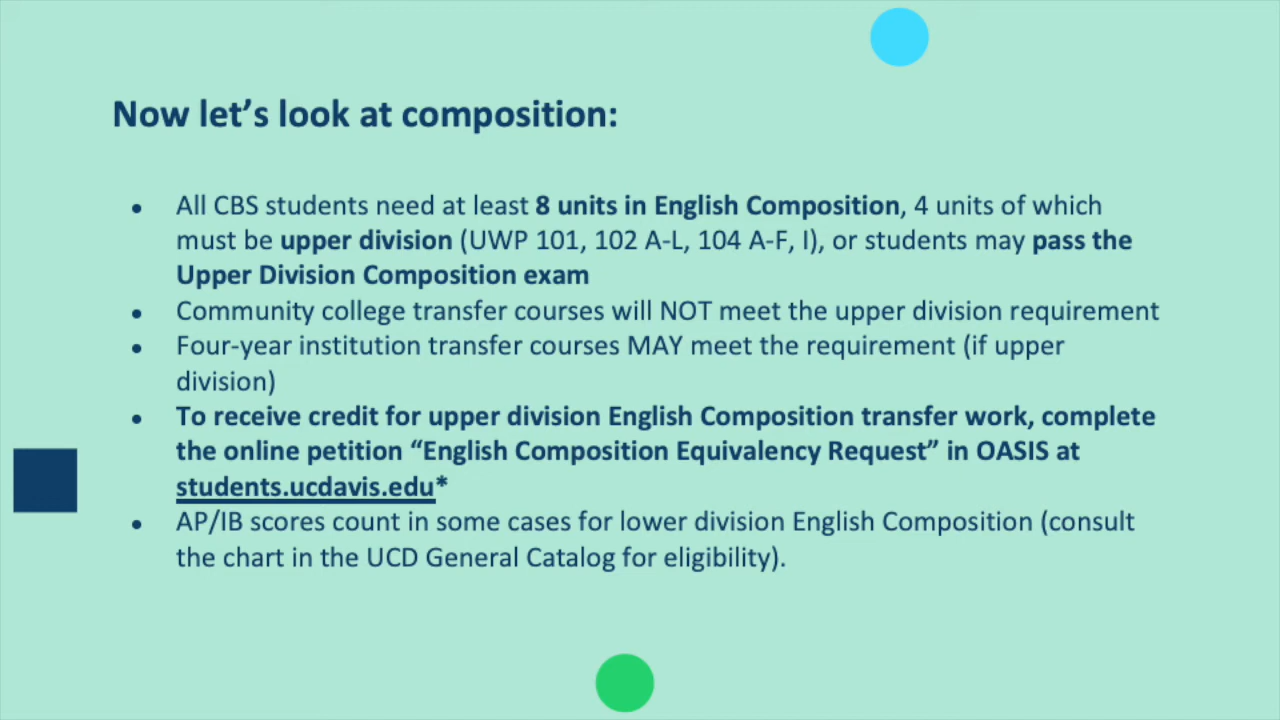 Now let’s look at composition:
• All CBS students need at least 8 units in English Composition, 4 units of which
must be upper division (UWP 101, 102 A-L, 104 A-F, I), or students may pass the
Upper Division Composition exam
• Community college transfer courses will NOT meet the upper division requirement
• Four-year institution transfer courses MAY meet the requirement (if upper
division)
• To receive credit for upper division English Composition transfer work, complete
the online petition “English Composition Equivalency Request” in OASIS at
students.ucdavis.edu*
• AP/IB scores count in some cases for lower division English Composition (consult
the chart in the UCD General Catalog for eligibility).